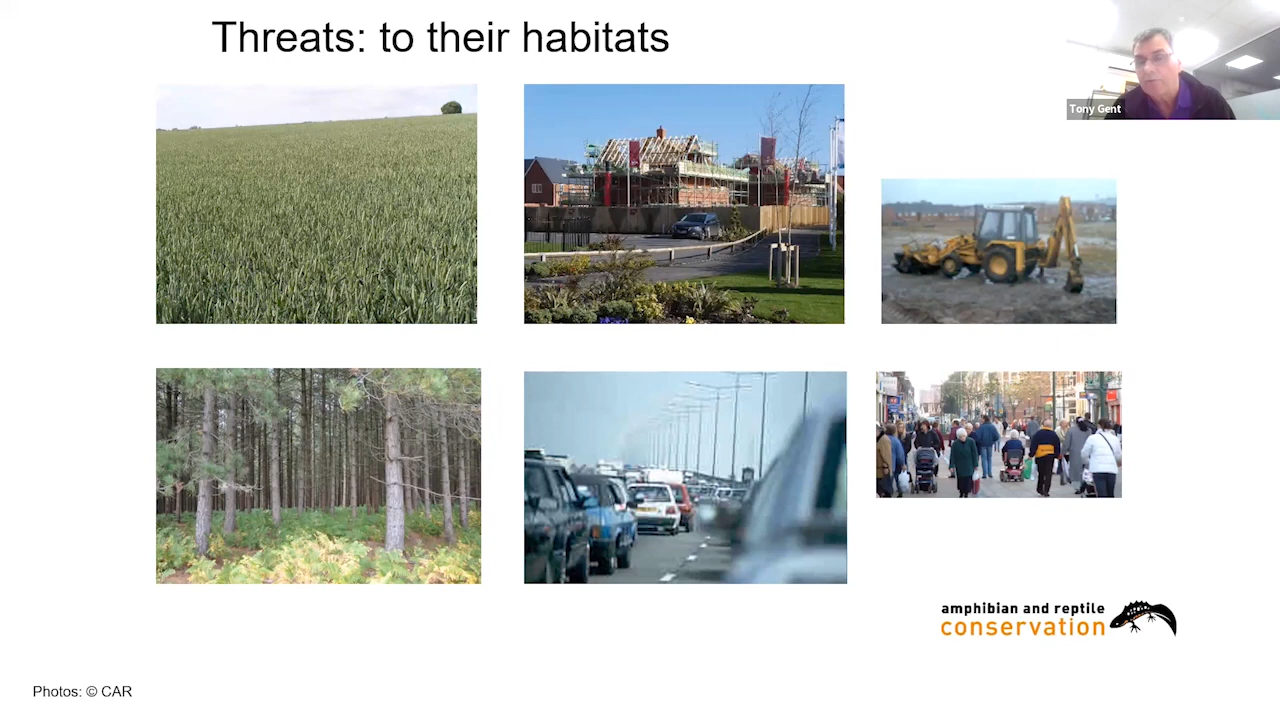 Threats: to their habitats
Tony Gent
amphibian and reptile
conservation
Photos: © CAR